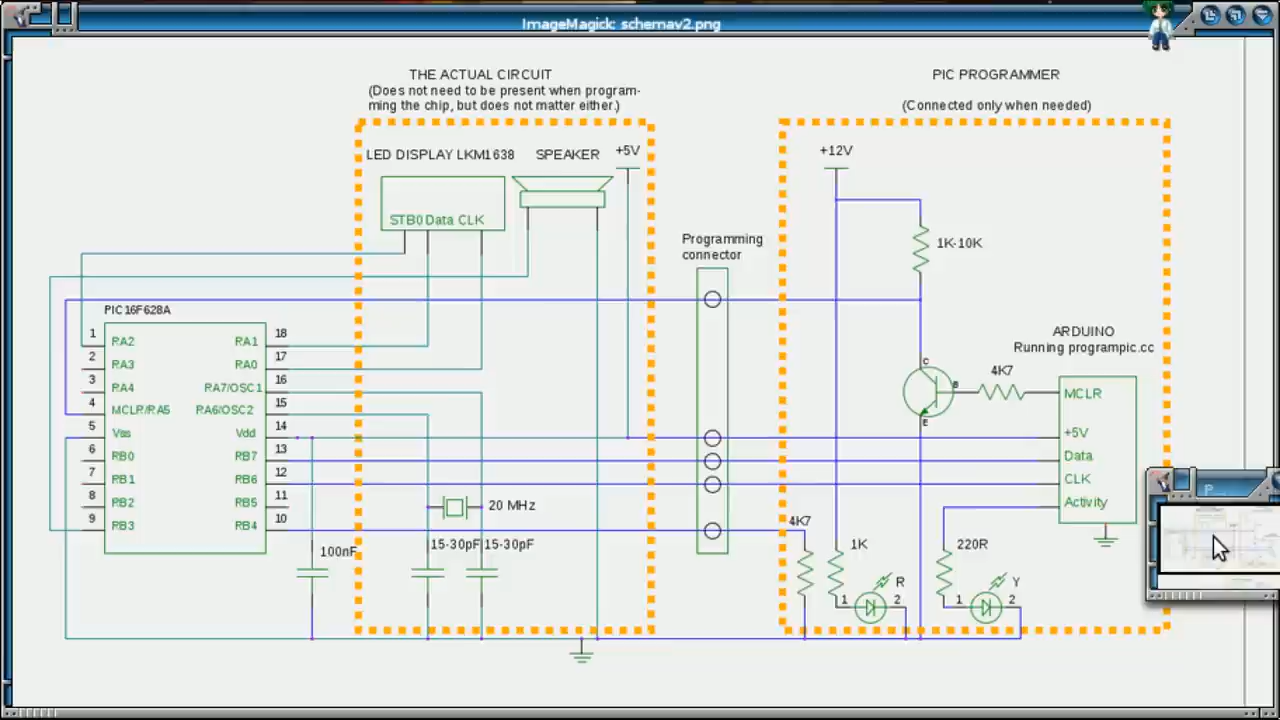 ImageMagick: schemav2.png
THE ACTUAL CIRCUIT
(Does not need to be present when program-
ming the chip, but does not matter either.)
PIC PROGRAMMER
(Connected only when needed)
LED DISPLAY LKM1638
SPEAKER
+5V
+12V
STB0 Data CLK
Programming
connector
1K-10K
PIC16F628A
1
2
3
4
5
6
7
8
9
RA2
RA3
RA4
MCLR/RA5
Vss
RB0
RB1
RB2
RB3
RA1
RA0
RA7/OSC1
RA6/OSC2
Vdd
RB7
RB6
RB5
RB4
18
17
16
15
14
13
12
11
10
ARDUINO
Running programpic.cc
C
B
E
4K7
MCLR
+5V
Data
CLK
Activity
20 MHz
100nF
15-30pF
15-30pF
4K7
1K
R
1
2
220R
Y
1
2
P...